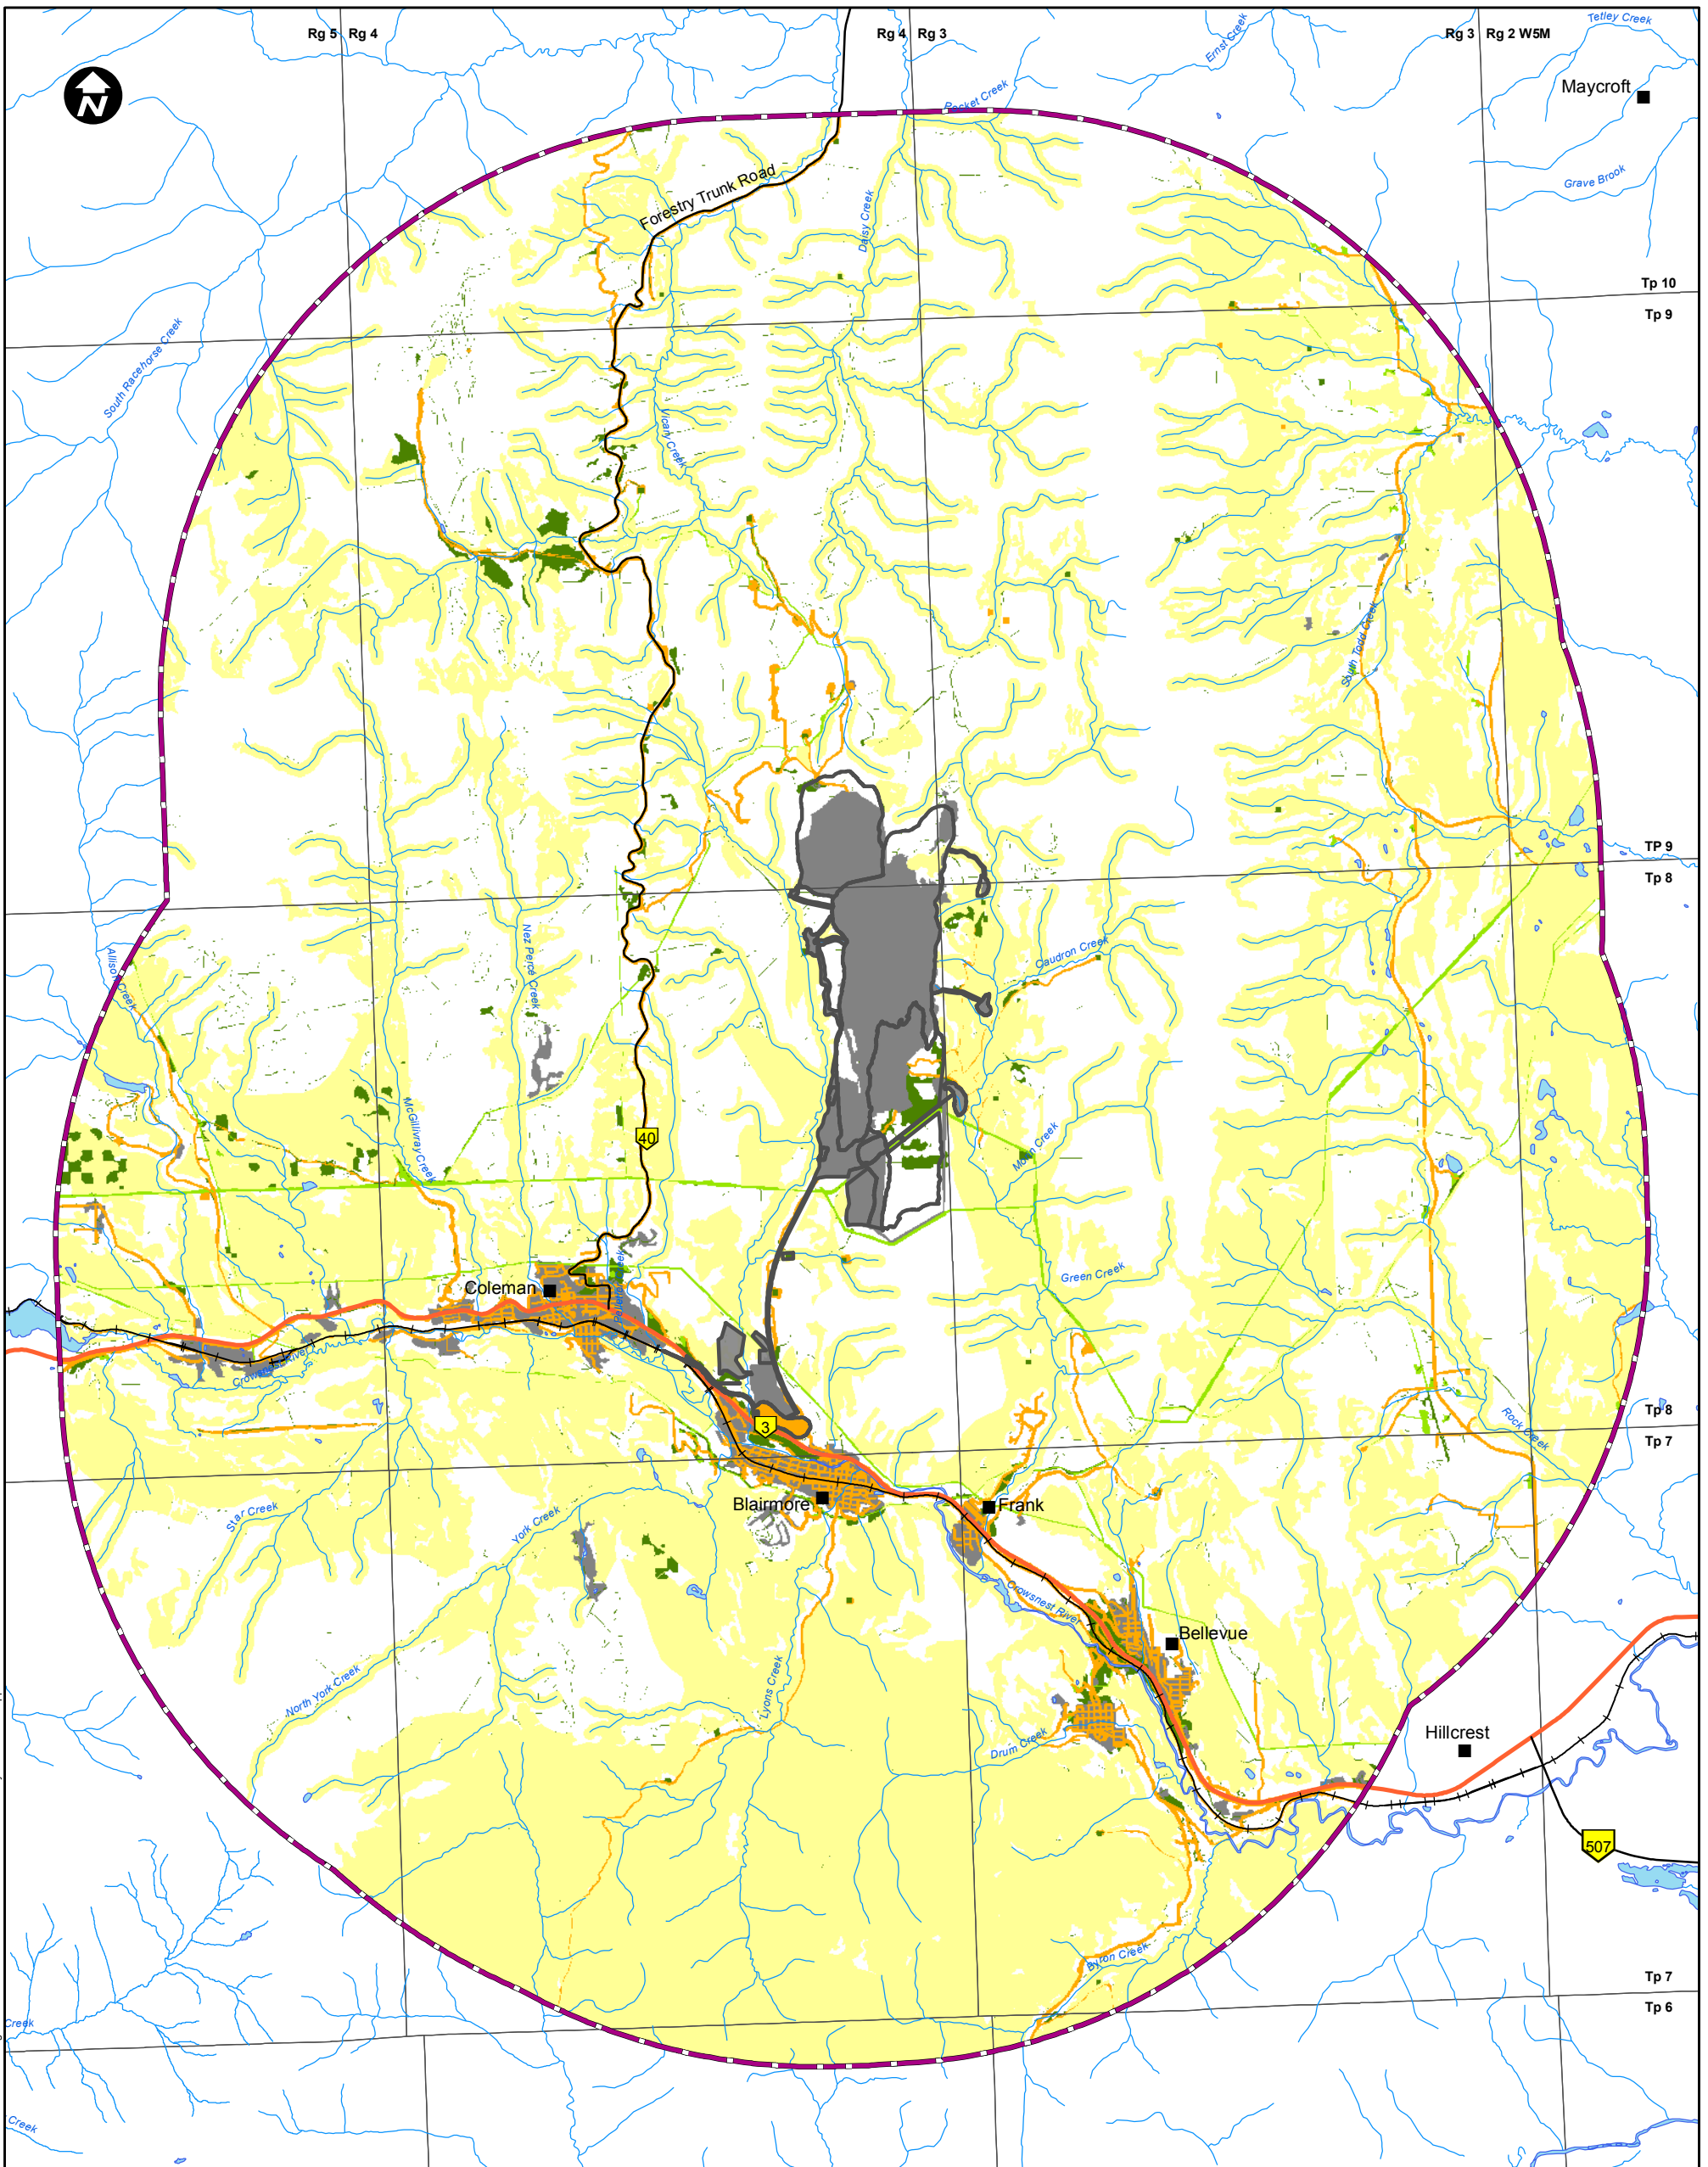 Rg 5 Rg 4
Rg 4 Rg 3
Rg 3 Rg 2 W5M
Tetley Creek
Ernst Creek
Maycroft
N
Pocket Creek
Grave Brook
Forestry Trunk Road
Daisy Creek
Tp 10
Tp 9
South Racehorse Creek
Vicary Creek
South Todd Creek
TP 9
Tp 8
Allison Creek
Nez Perce Creek
Caudron Creek
McGillivray Creek
40
Morin Creek
Green Creek
Coleman
Crowsnest River
3
Tp 8
Rock Creek
Tp 7
Blairmore
Frank
Star Creek
York Creek
Crowsnest River
Bellevue
North York Creek
Lyons Creek
Drum Creek
Hillcrest
507
Byron Creek
Tp 7
Tp 6
Creek
Creek